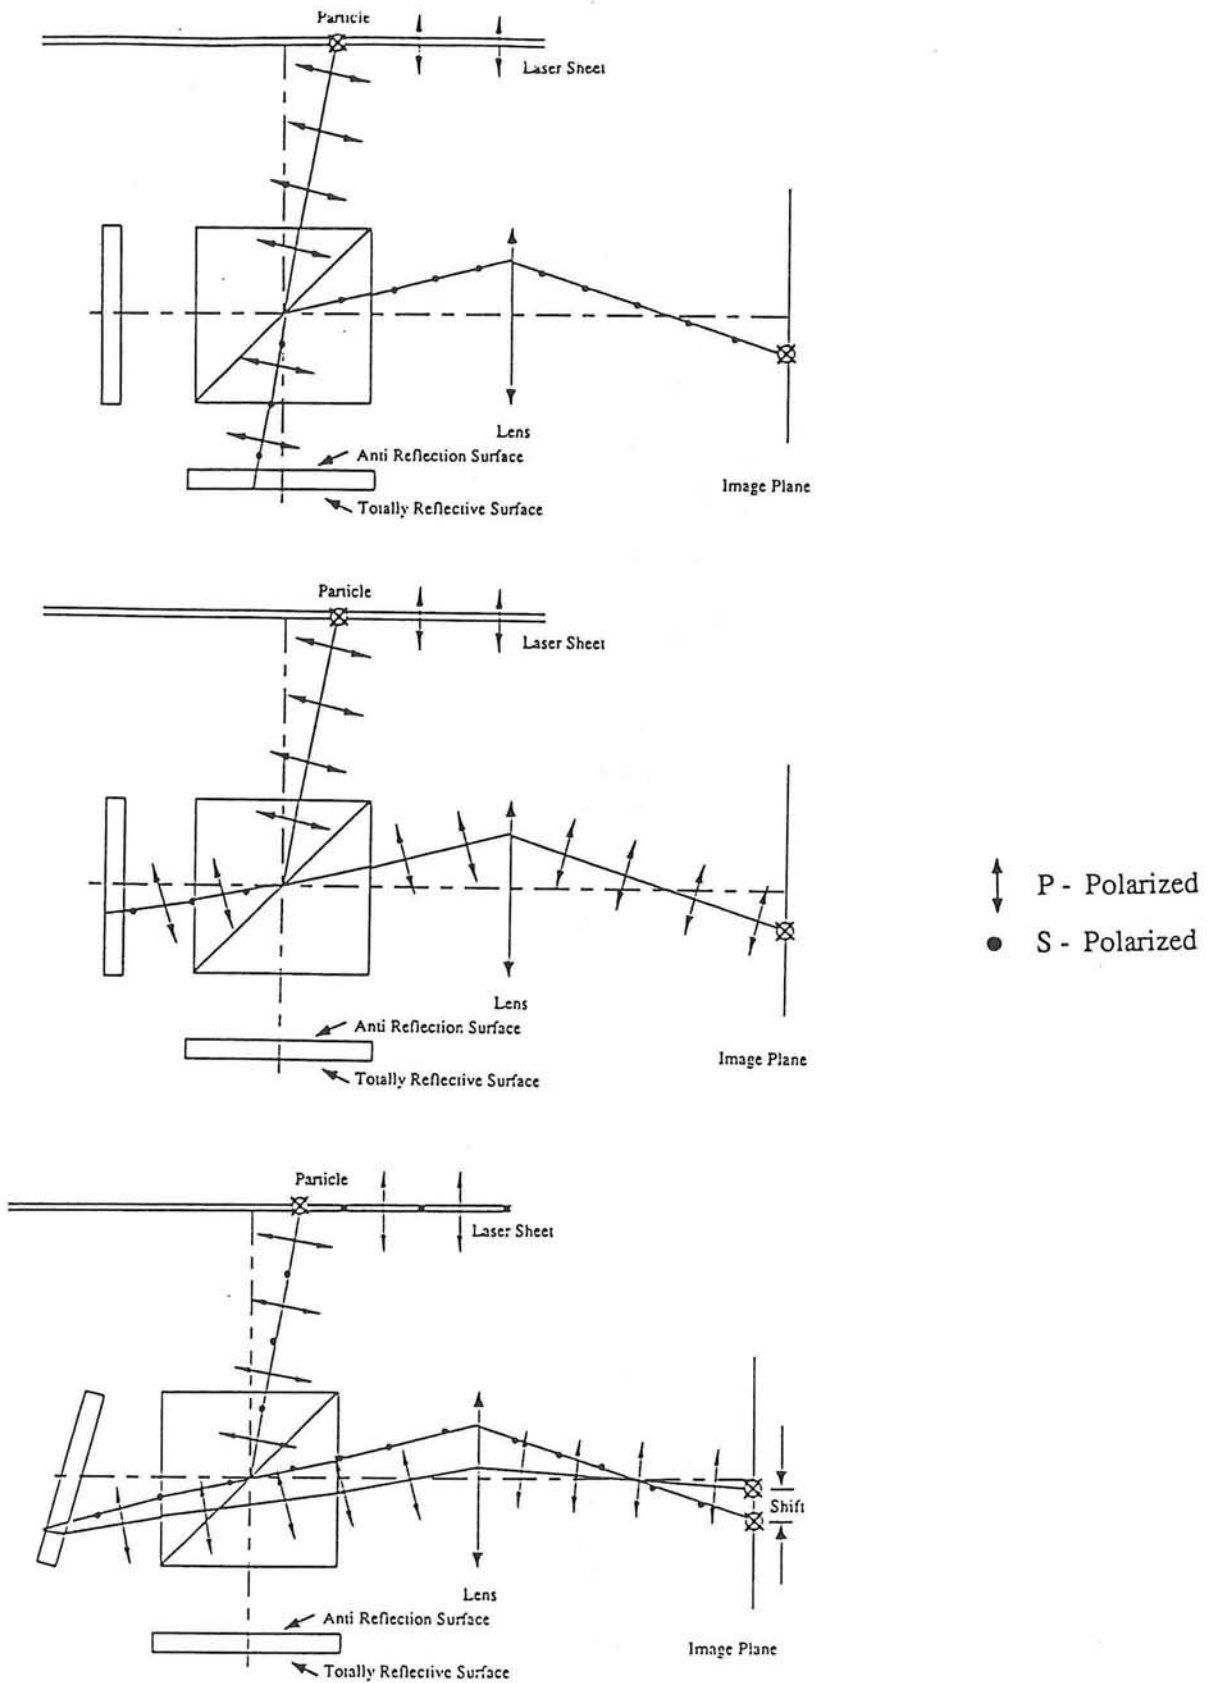 Particle
Laser Sheet
Lens
Anti Reflection Surface
Totally Reflective Surface
Image Plane
Particle
Laser Sheet
P - Polarized
S - Polarized
Lens
Anti Reflection Surface
Totally Reflective Surface
Image Plane
Particle
Laser Sheet
Shift
Lens
Anti Reflection Surface
Totally Reflective Surface
Image Plane